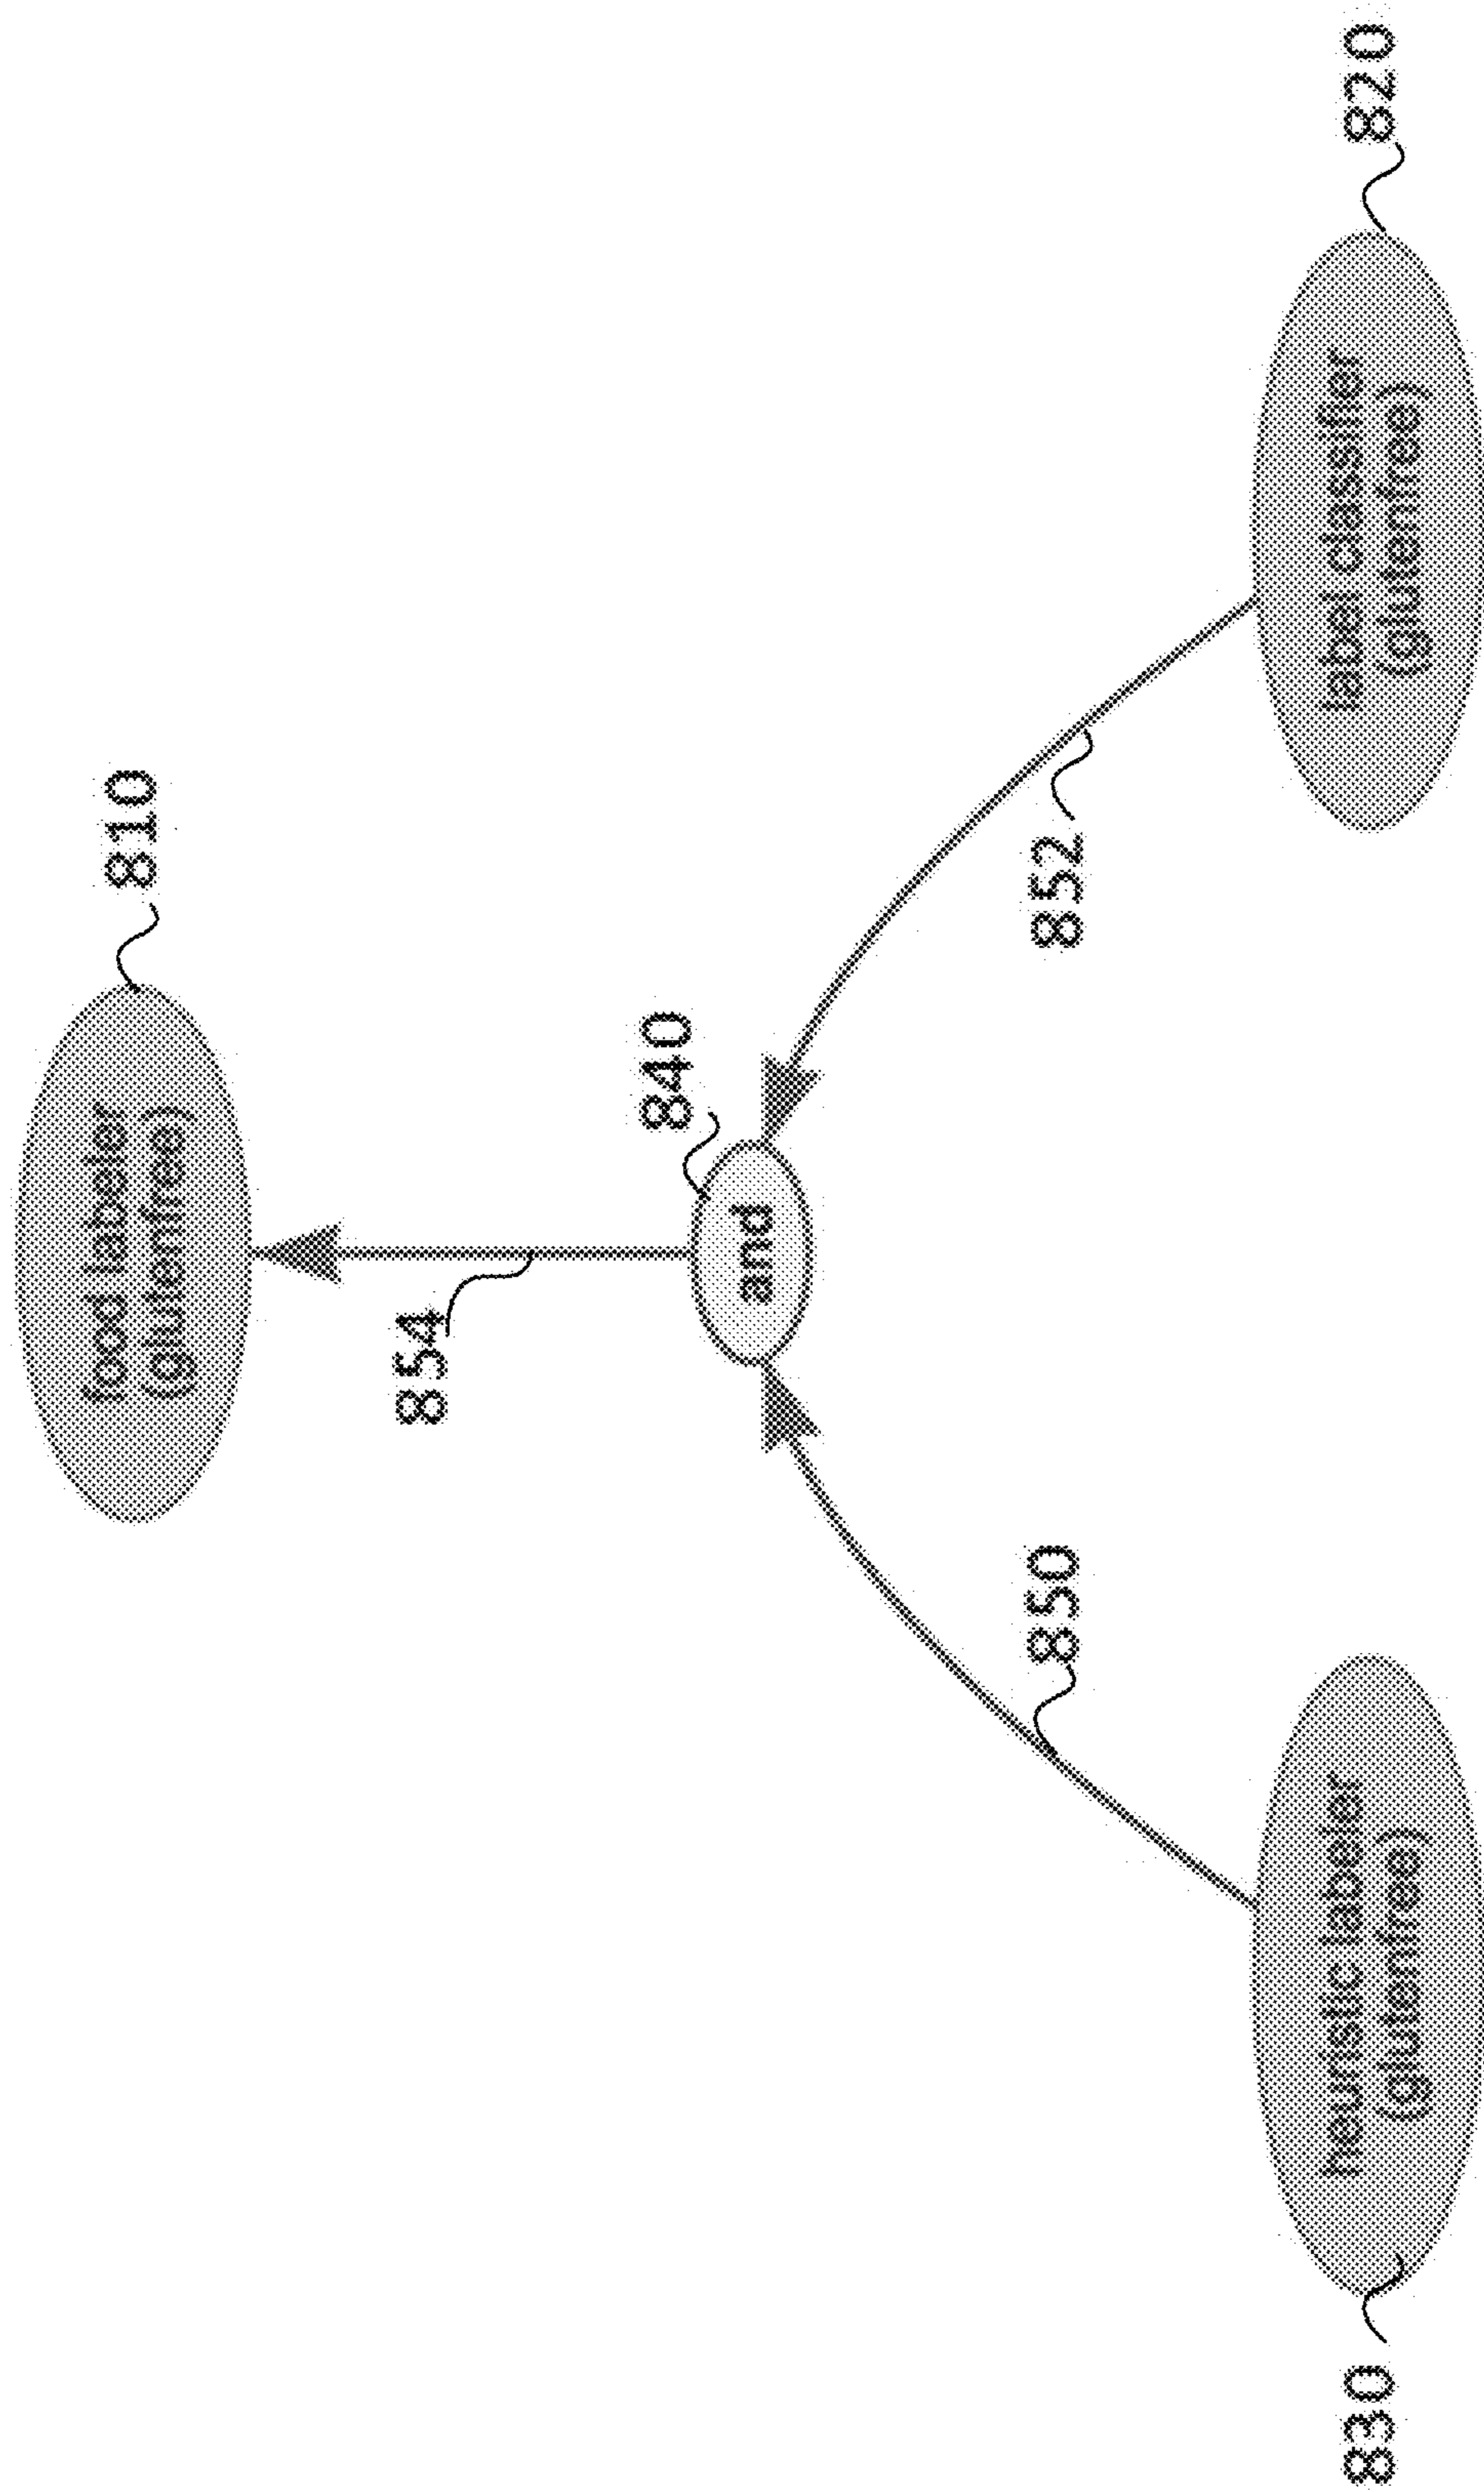 food labeler
(glutenfree)
810
854
840
and
850
852
heuristic labeler
(glutenfree)
830
label classifier
(glutenfree)
820